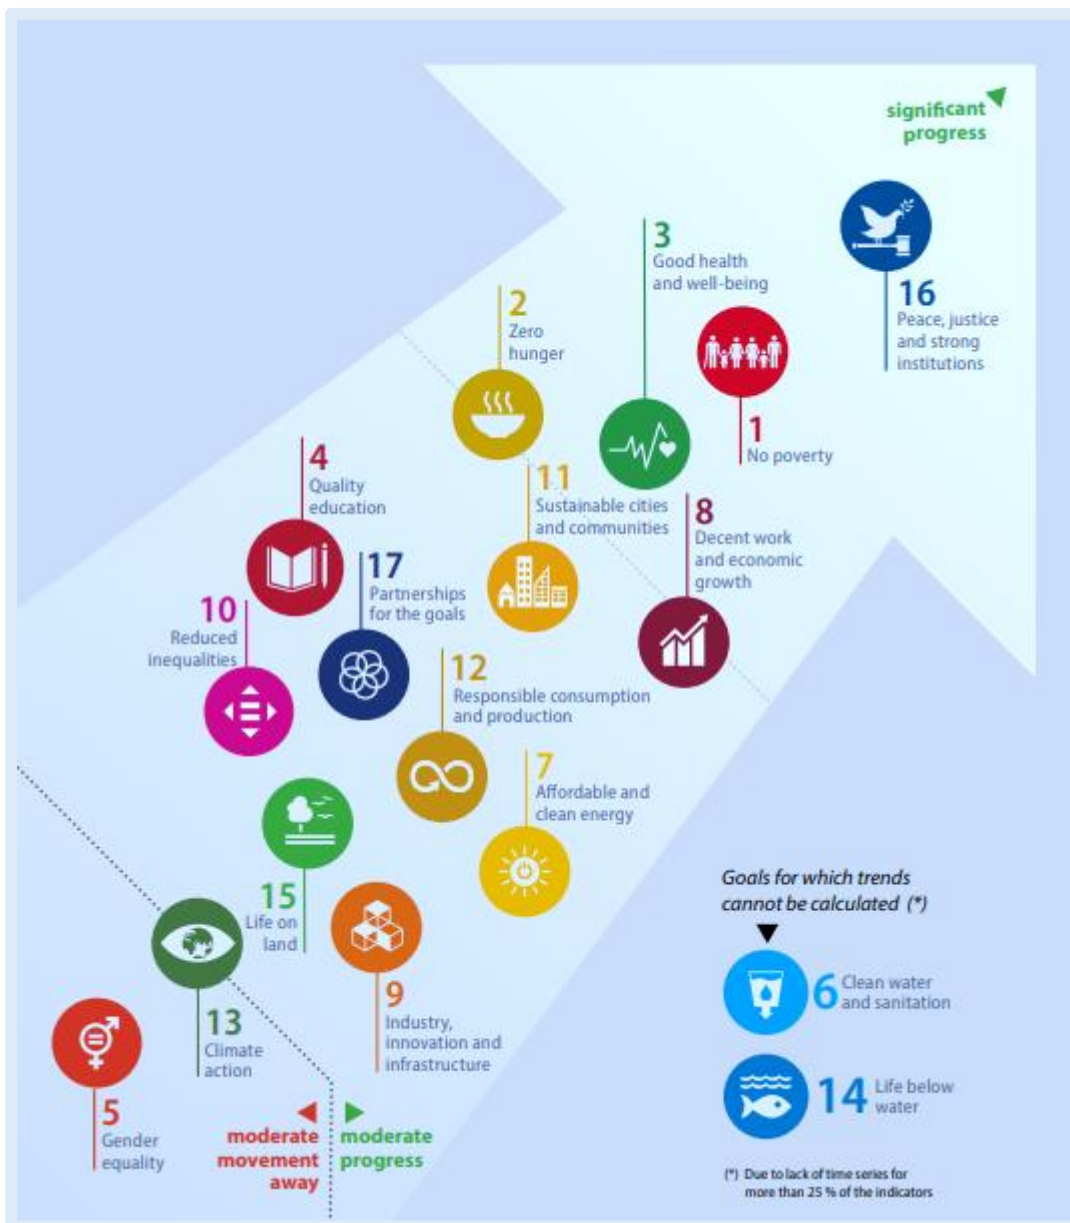 significant
progress
3
Good health
and well-being
16
Peace, justice
and strong
institutions
2
Zero
hunger
1
No poverty
4
Quality
education
11
Sustainable cities
and communities
8
Decent work
and economic
growth
17
Partnerships
for the goals
10
Reduced
inequalities
12
Responsible consumption
and production
7
Affordable and
clean energy
15
Life on
land
Goals for which trends
cannot be calculated (*)
6 Clean water
and sanitation
9
Industry,
innovation and
infrastructure
13
Climate
action
14 Life below
water
5
Gender
equality
moderate
movement
away
moderate
progress
(*) Due to lack of time series for
more than 25 % of the indicators